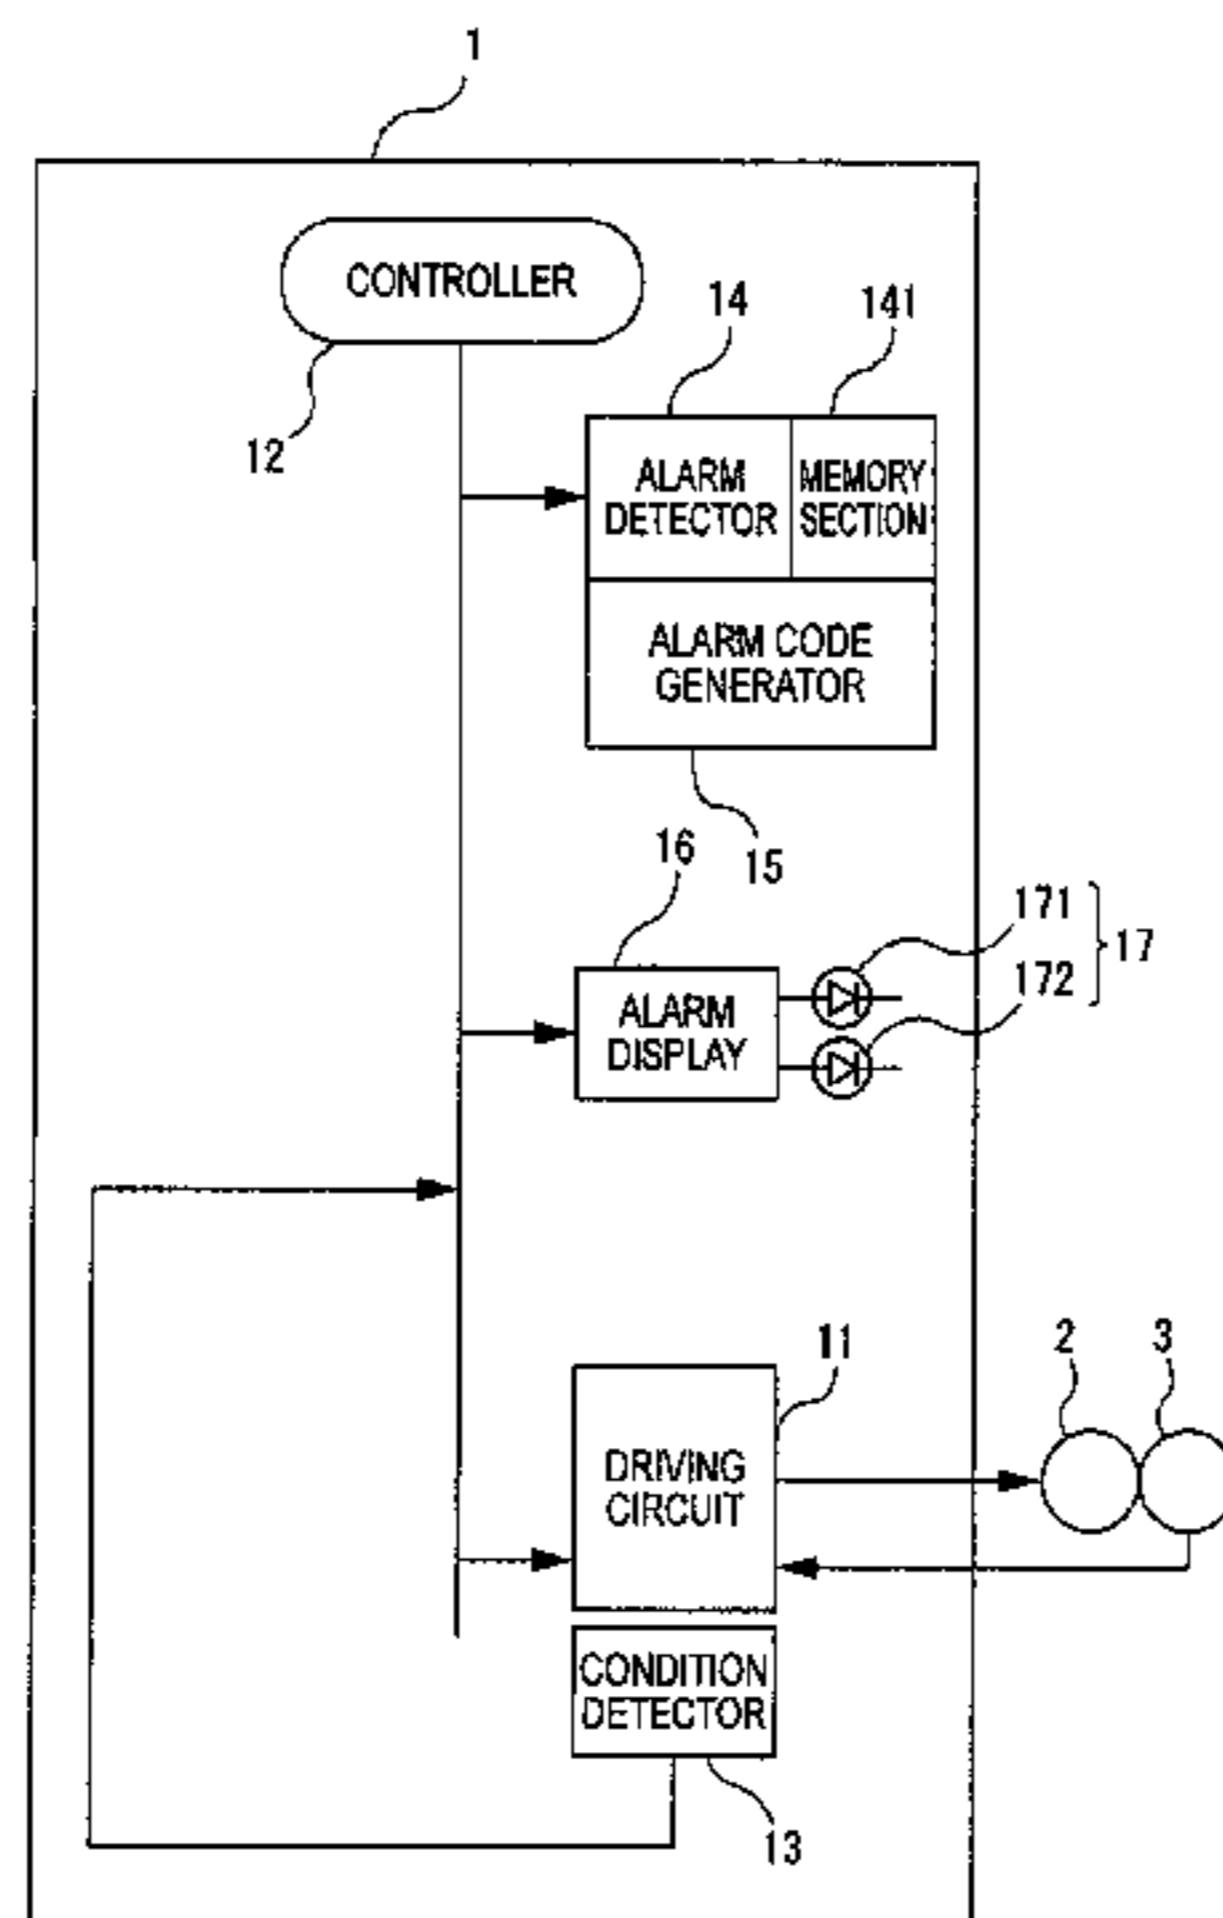 1
CONTROLLER
12
14
141
ALARM
DETECTOR
MEMORY
SECTION
ALARM CODE
GENERATOR
15
16
171
172
17
ALARM
DISPLAY
11
2
3
DRIVING
CIRCUIT
CONDITION
DETECTOR
13